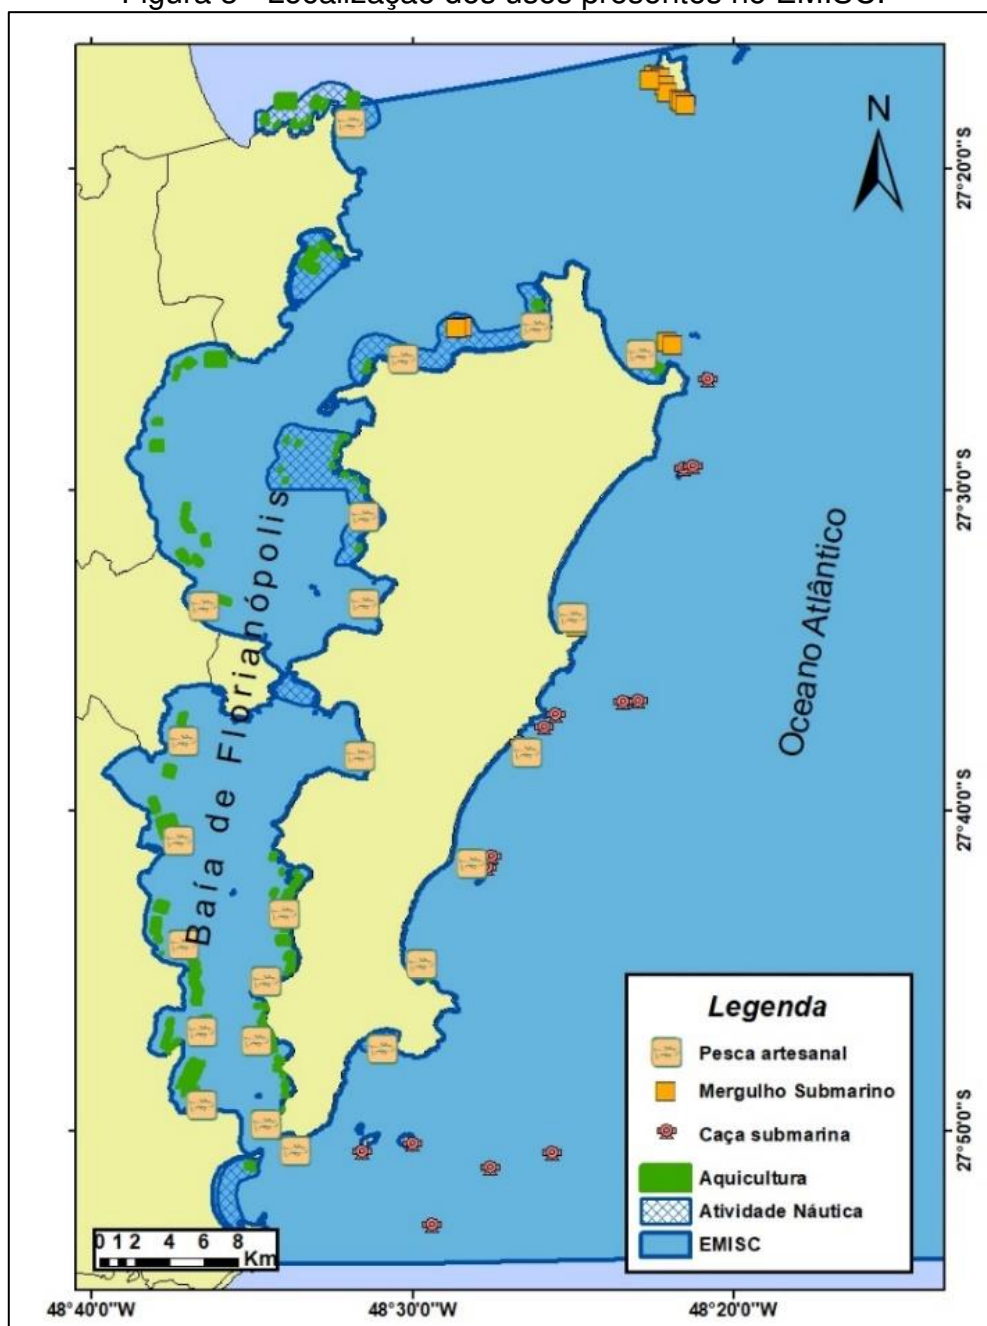 Figura 3 - Localização dos usos presentes no EMISC.
N
27°20'0"S
27°30'0"S
27°40'0"S
27°50'0"S
Baía de Florianópolis
Oceano Atlântico
Legenda
Pesca artesanal
Mergulho Submarino
Caça submarina
Aquicultura
Atividade Náutica
EMISC
0 1 2 4 6 8
Km
48°40'0"W
48°30'0"W
48°20'0"W